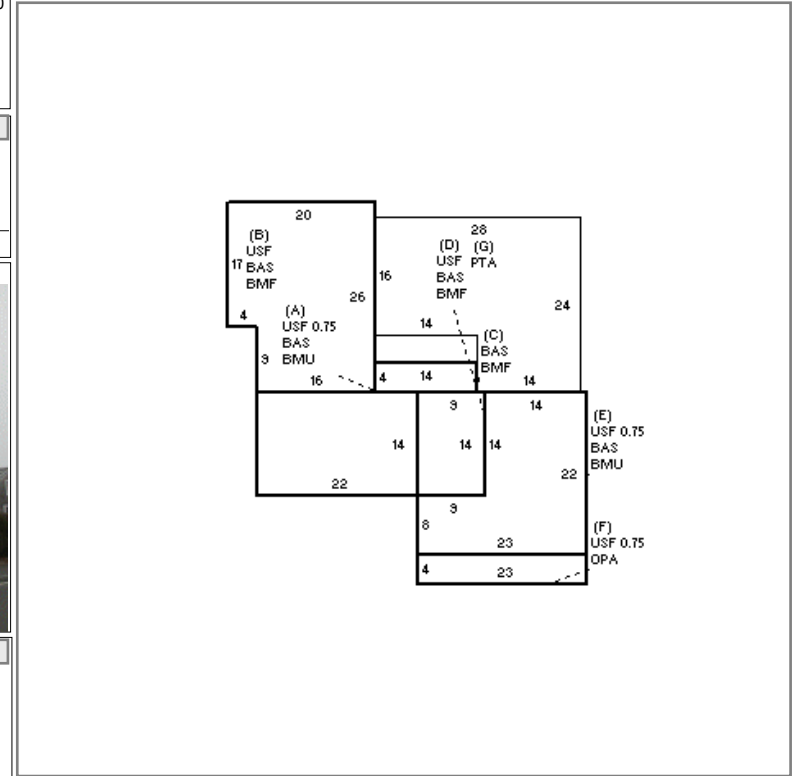 20
28
(B)
USF
BAS
BMF
17
(D)
USF
BAS
BMF
(G)
PTA
16
26
24
4
(A)
USF 0.75
BAS
BMU
14
(C)
BAS
BMF
9
16
4
14
14
9
14
(E)
USF 0.75
BAS
BMU
14
14
14
22
22
9
8
(F)
USF 0.75
OPA
23
4
23